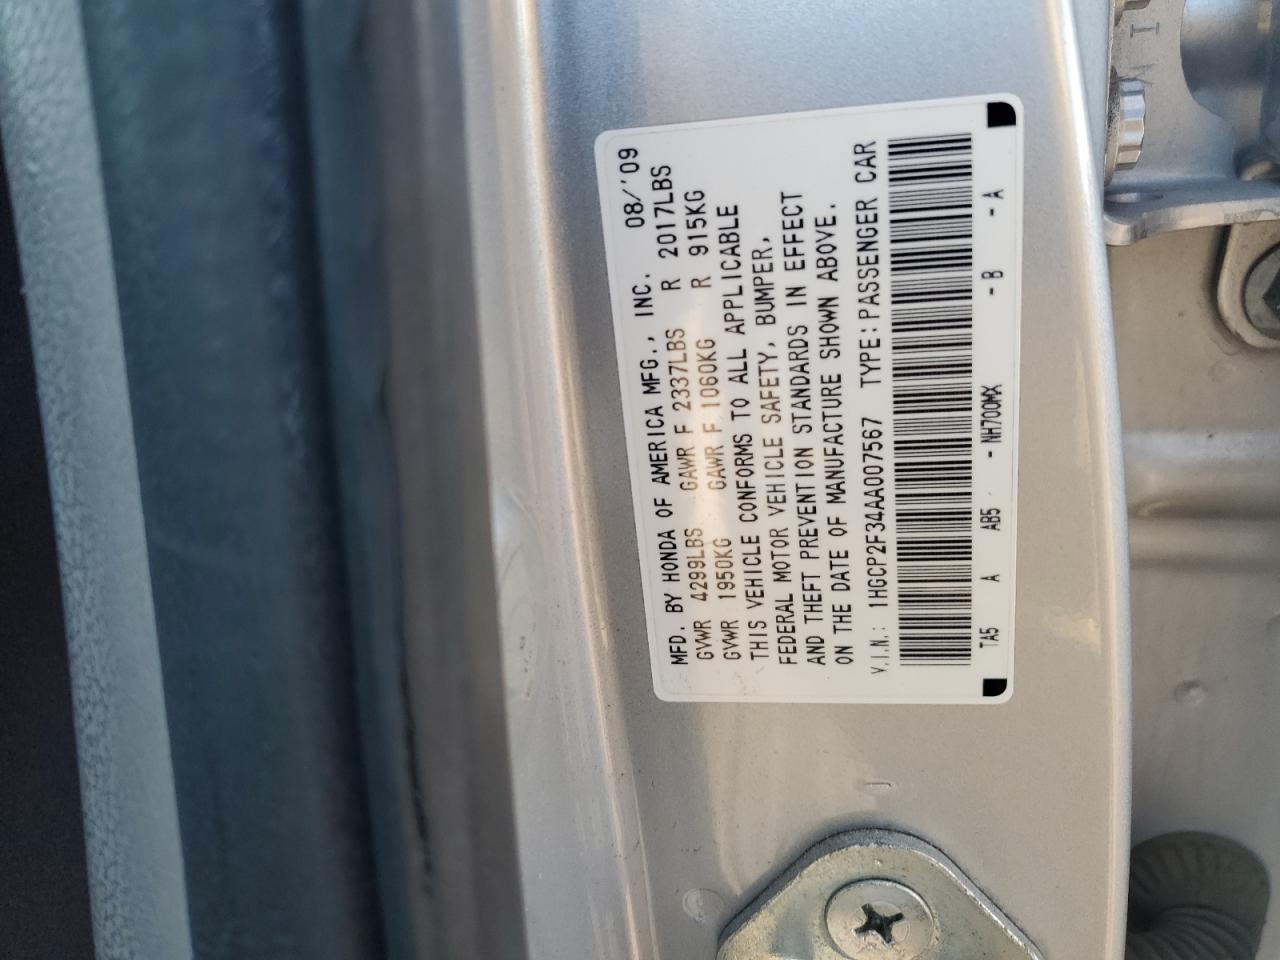 MFD. BY HONDA OF AMERICA MFG., INC. 08/'09
GVWR 4299LBS GAWR F 2337LBS R 2017LBS
GVWR 1950KG GAWR F 1060KG R 915KG
THIS VEHICLE CONFORMS TO ALL APPLICABLE
FEDERAL MOTOR VEHICLE SAFETY, BUMPER,
AND THEFT PREVENTION STANDARDS IN EFFECT
ON THE DATE OF MANUFACTURE SHOWN ABOVE.
V.I.N.: 1HGCP2F34AA007567 TYPE:PASSENGER CAR
TA5 A AB5 - NH700MX - B - A